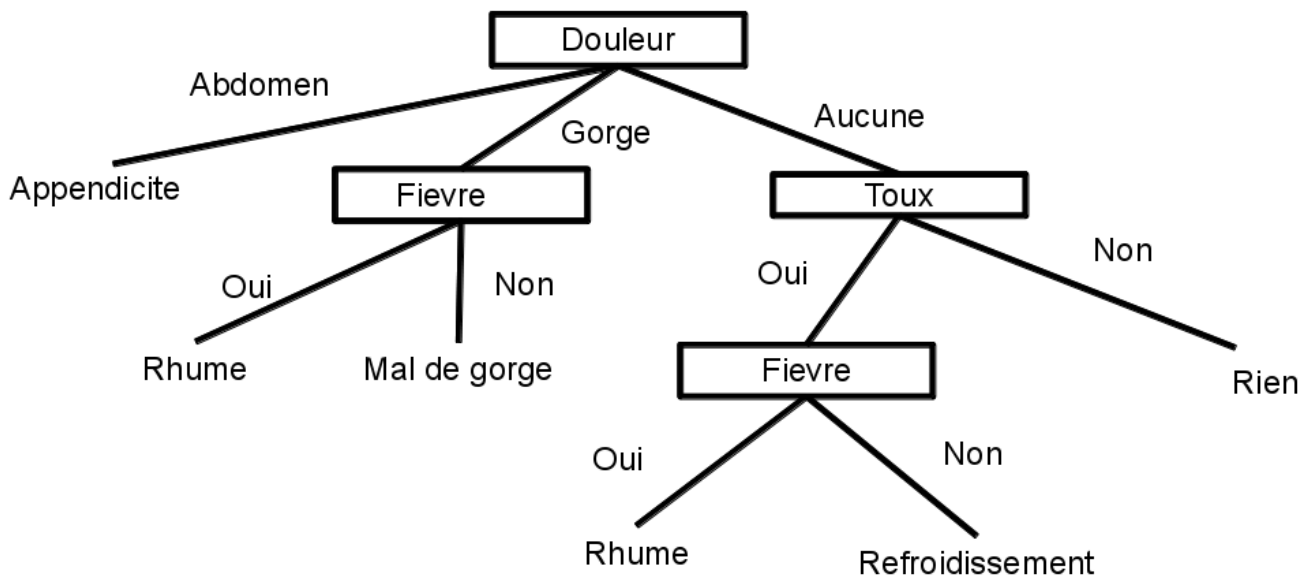 Douleur
Abdomen
Gorge
Aucune
Appendicite
Fievre
Toux
Oui
Non
Oui
Non
Rhume
Mal de gorge
Fievre
Rien
Oui
Non
Rhume
Refroidissement